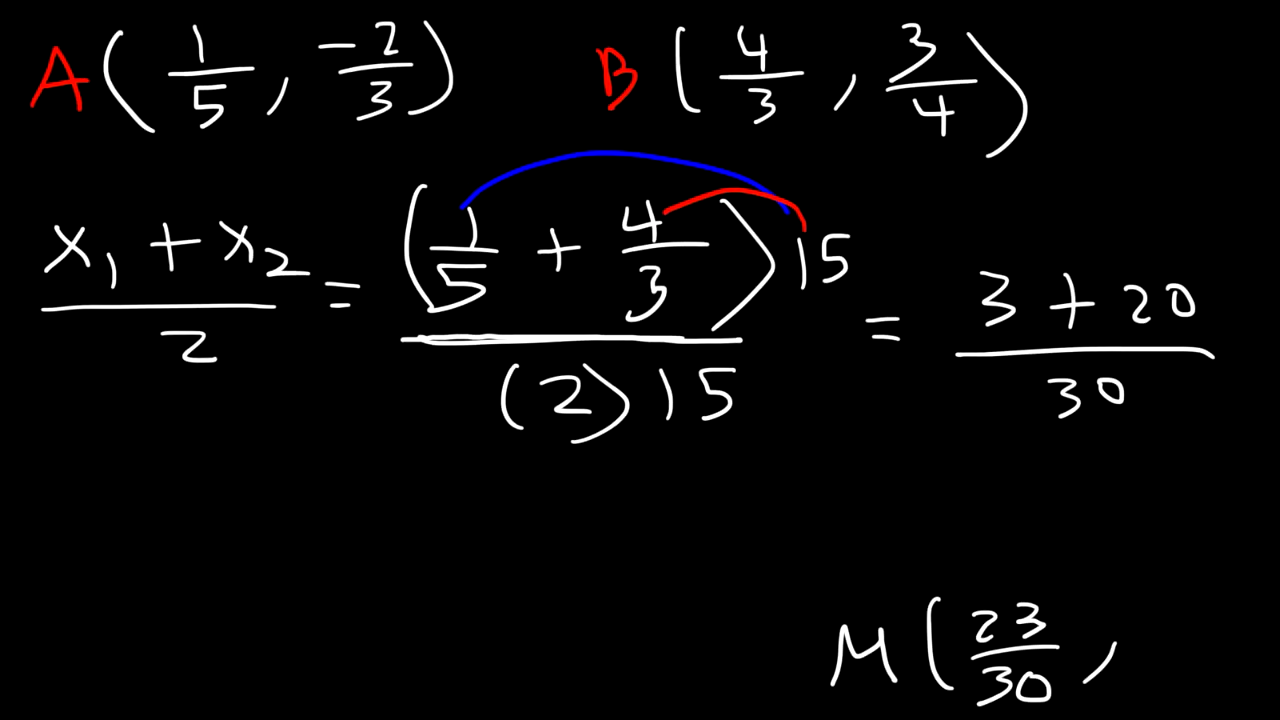 A (1/5, -2/3) B (4/3, 3/4)
(x₁ + x₂)/2 = (1/5 + 4/3)15/(2)15 = (3 + 20)/30
M (23/30,